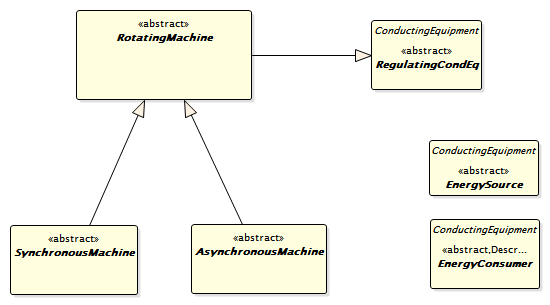 «abstract»
RotatingMachine
ConductingEquipment
«abstract»
RegulatingCondEq
ConductingEquipment
«abstract»
EnergySource
«abstract»
SynchronousMachine
«abstract»
AsynchronousMachine
ConductingEquipment
«abstract,Descr...
EnergyConsumer